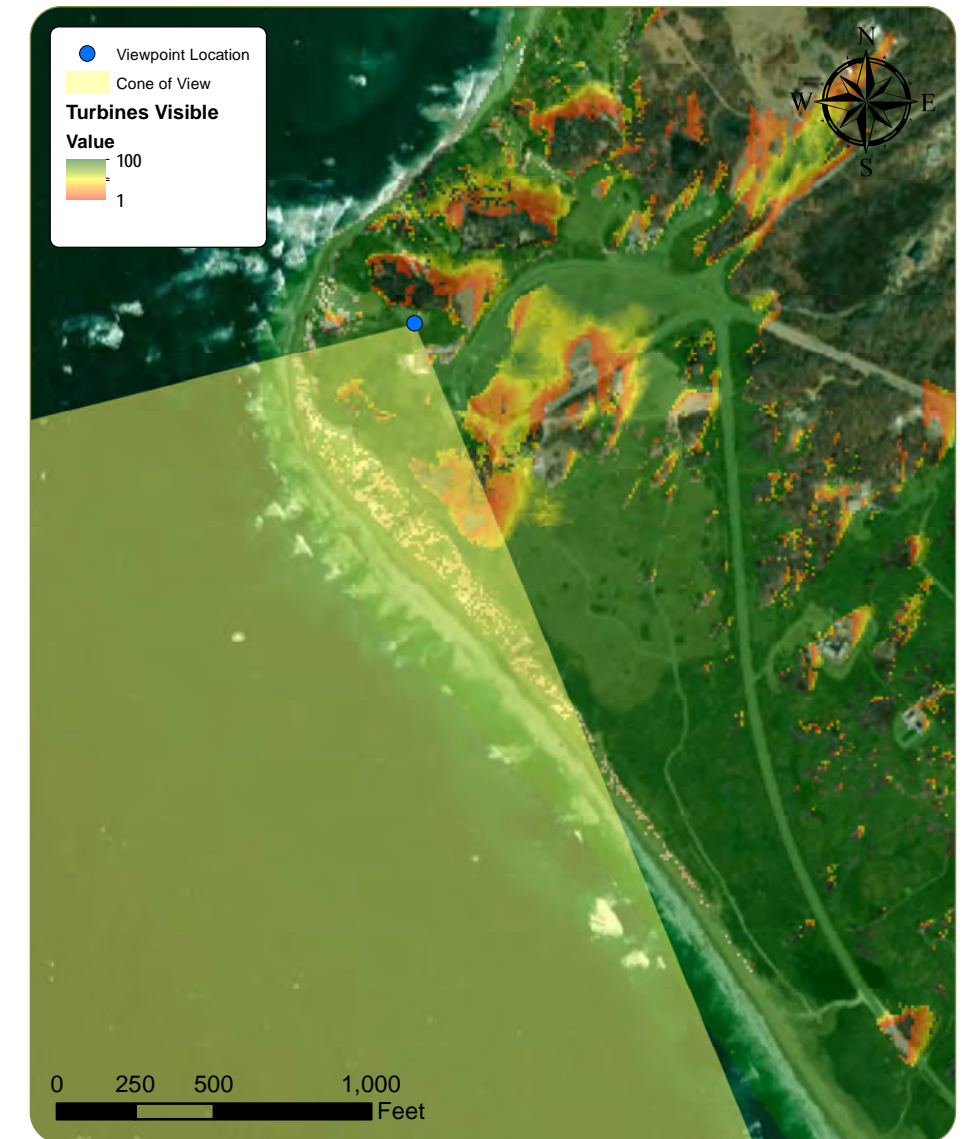 Viewpoint Location
Cone of View
Turbines Visible
Value
100
1
N
W E
S
0 250 500 1,000
Feet